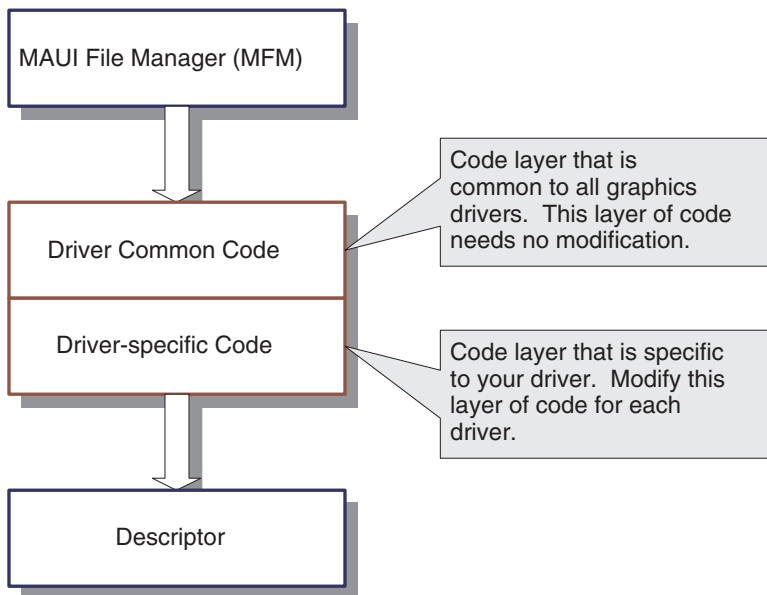 MAUI File Manager (MFM)
Code layer that is
common to all graphics
drivers. This layer of code
needs no modification.
Driver Common Code
Driver-specific Code
Code layer that is specific
to your driver. Modify this
layer of code for each
driver.
Descriptor